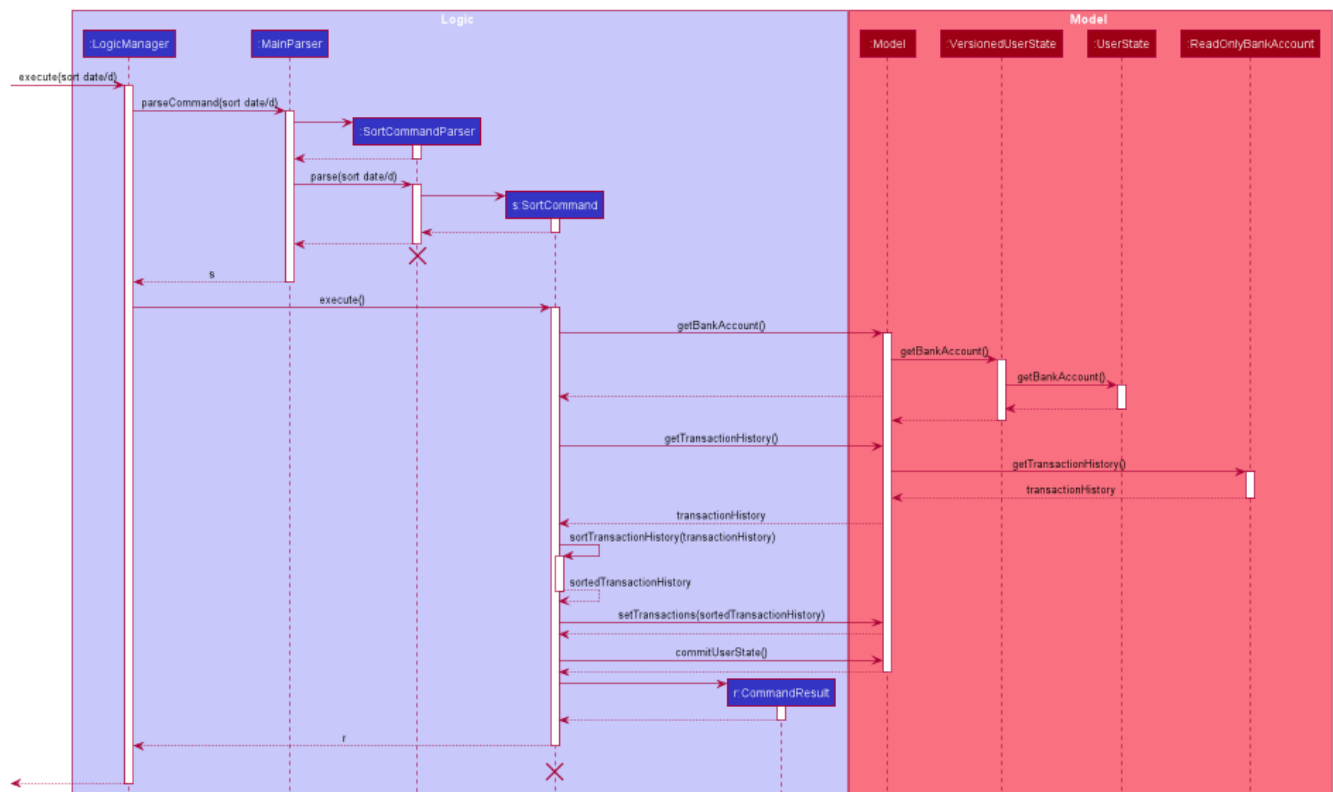 Logic
Model
:LogicManager
:MainParser
:Model
:VersionedUserState
:UserState
:ReadOnlyBankAccount
execute(sort date/d)
parseCommand(sort date/d)
:SortCommandParser
parse(sort date/d)
s:SortCommand
s
execute()
getBankAccount()
getBankAccount()
getBankAccount()
getTransactionHistory()
getTransactionHistory()
transactionHistory
transactionHistory
sortTransactionHistory(transactionHistory)
sortedTransactionHistory
setTransactions(sortedTransactionHistory)
commitUserState()
r:CommandResult
r